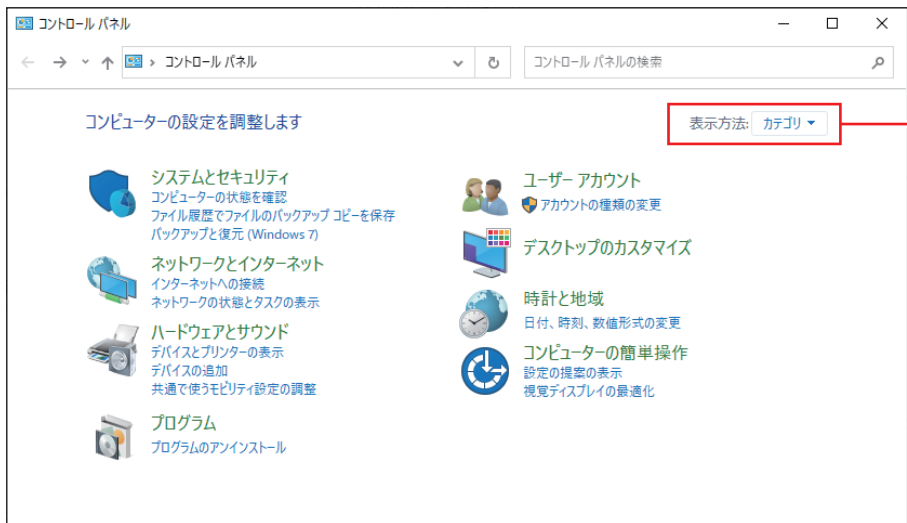 コントロール パネル
コントロール パネル
コントロール パネルの検索
コンピューターの設定を調整します
表示方法: カテゴリ
システムとセキュリティ
コンピューターの状態を確認
ファイル履歴でファイルのバックアップ コピーを保存
バックアップと復元 (Windows 7)
ネットワークとインターネット
インターネットへの接続
ネットワークの状態とタスクの表示
ハードウェアとサウンド
デバイスとプリンターの表示
デバイスの追加
共通で使うモビリティ設定の調整
プログラム
プログラムのアンインストール
ユーザー アカウント
アカウントの種類の変更
デスクトップのカスタマイズ
時計と地域
日付、時刻、数値形式の変更
コンピューターの簡単操作
設定の提案の表示
視覚ディスプレイの最適化